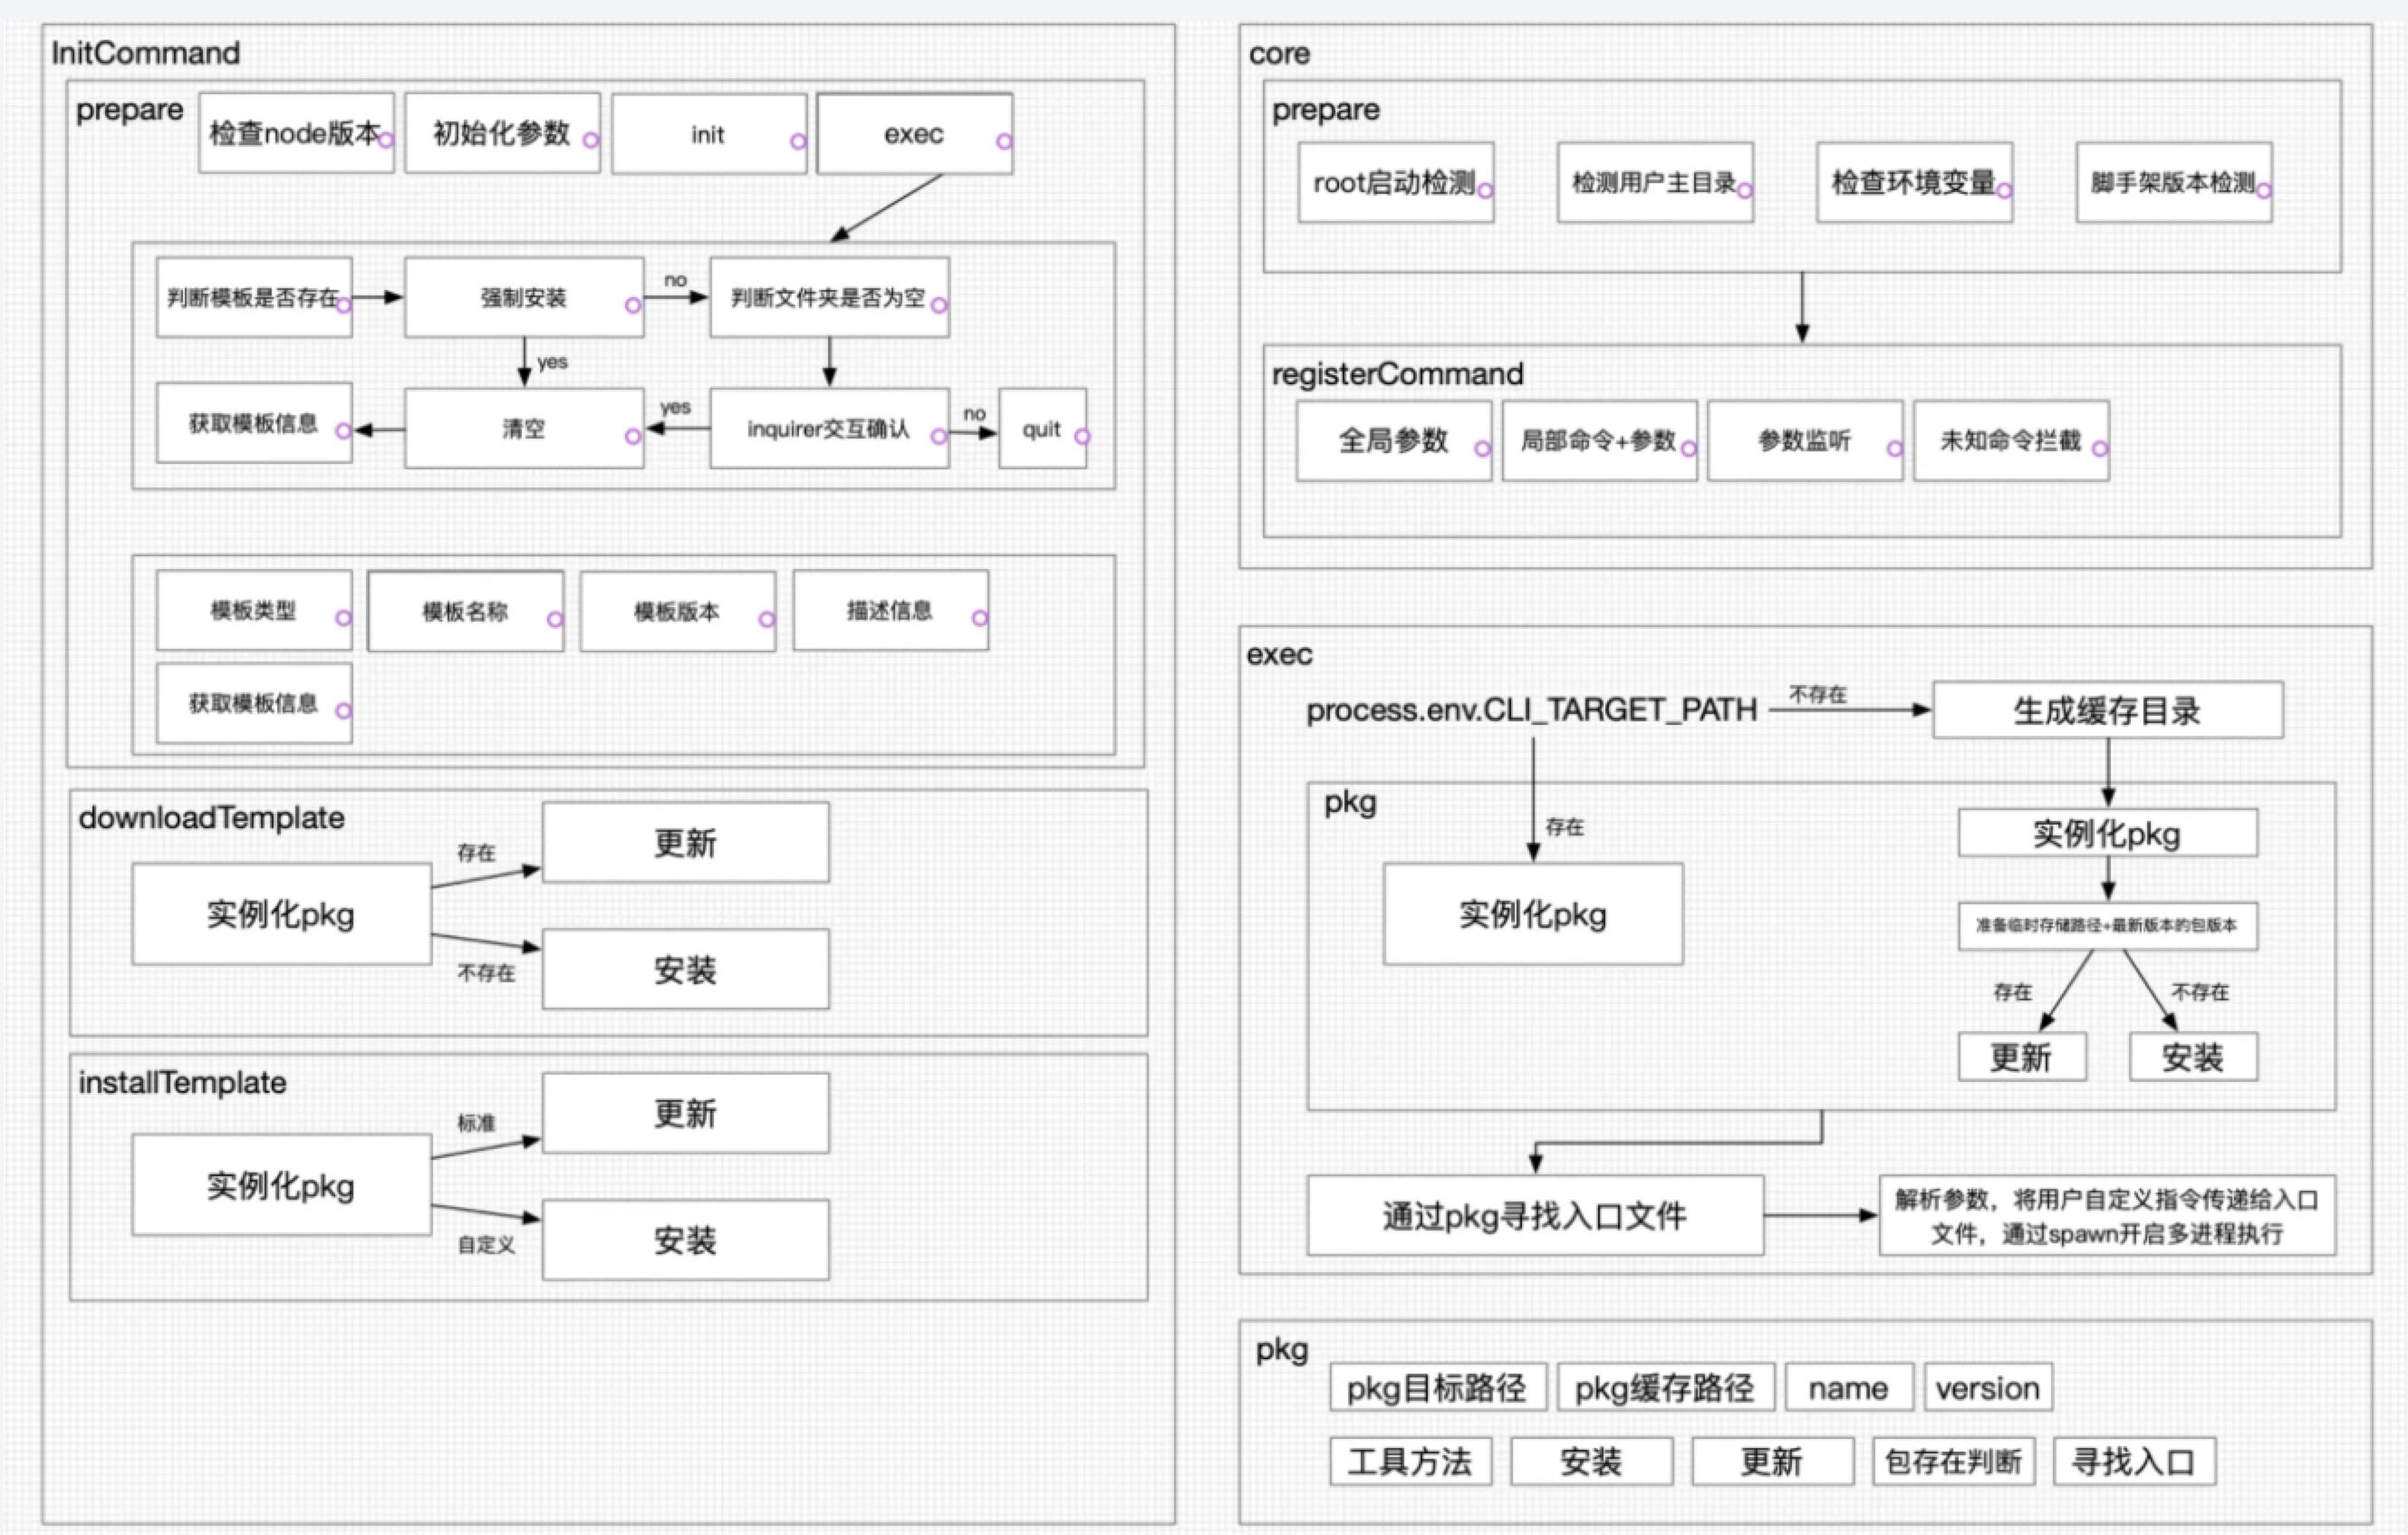 InitCommand
prepare
检查node版本
初始化参数
init
exec
判断模板是否存在
强制安装
no
判断文件夹是否为空
yes
获取模板信息
清空
yes
inquirer交互确认
no
quit
模板类型
模板名称
模板版本
描述信息
获取模板信息
downloadTemplate
实例化pkg
存在
更新
不存在
安装
installTemplate
实例化pkg
标准
更新
自定义
安装
core
prepare
root启动检测
检测用户主目录
检查环境变量
脚手架版本检测
registerCommand
全局参数
局部命令+参数
参数监听
未知命令拦截
exec
process.env.CLI_TARGET_PATH
不存在
生成缓存目录
pkg
存在
实例化pkg
实例化pkg
准备临时存储路径+最新版本的包版本
存在
不存在
更新
安装
通过pkg寻找入口文件
解析参数，将用户自定义指令传递给入口
文件，通过spawn开启多进程执行
pkg
pkg目标路径
pkg缓存路径
name
version
工具方法
安装
更新
包存在判断
寻找入口